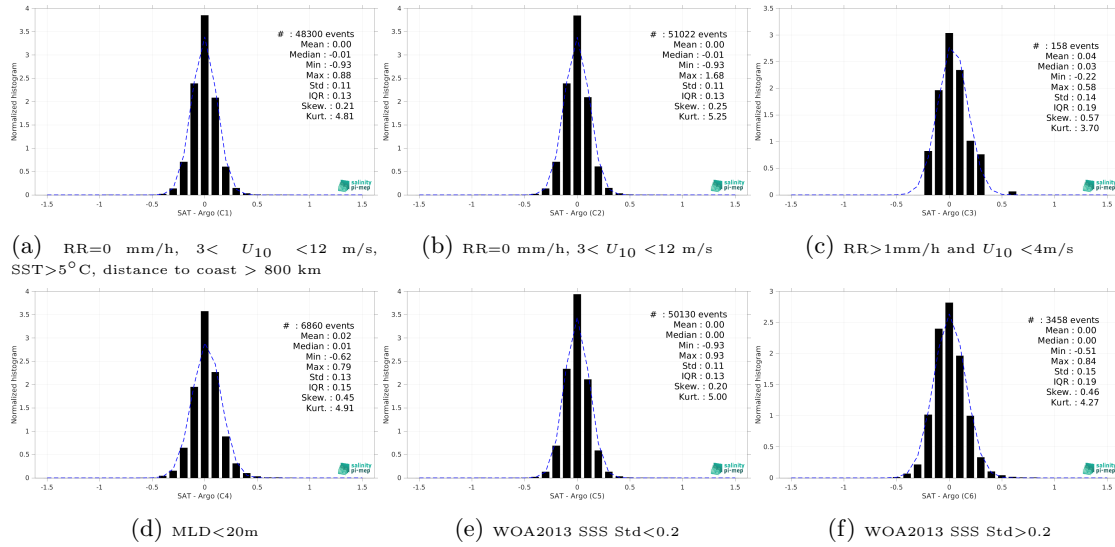 4
3.5
3
2.5
2
1.5
1
0.5
0
Normalized histogram
# : 48300 events
Mean : 0.00
Median : -0.01
Min : -0.93
Max : 0.88
Std : 0.11
IQR : 0.13
Skew. : 0.21
Kurt. : 4.81
salinity
pi-mep
-1.5 -1 -0.5 0 0.5 1 1.5
SAT - Argo (C1)
(a) RR=0 mm/h, 3< U10 <12 m/s,
SST>5°C, distance to coast > 800 km
4
3.5
3
2.5
2
1.5
1
0.5
0
Normalized histogram
# : 51022 events
Mean : 0.00
Median : -0.01
Min : -0.93
Max : 1.68
Std : 0.11
IQR : 0.13
Skew. : 0.25
Kurt. : 5.25
salinity
pi-mep
-1.5 -1 -0.5 0 0.5 1 1.5
SAT - Argo (C2)
(b) RR=0 mm/h, 3< U10 <12 m/s
3.5
3
2.5
2
1.5
1
0.5
0
Normalized histogram
# : 158 events
Mean : 0.04
Median : 0.03
Min : -0.22
Max : 0.58
Std : 0.14
IQR : 0.19
Skew. : 0.57
Kurt. : 3.70
salinity
pi-mep
-1.5 -1 -0.5 0 0.5 1 1.5
SAT - Argo (C3)
(c) RR>1mm/h and U10 <4m/s
4
3.5
3
2.5
2
1.5
1
0.5
0
Normalized histogram
# : 6860 events
Mean : 0.02
Median : 0.01
Min : -0.62
Max : 0.79
Std : 0.13
IQR : 0.15
Skew. : 0.45
Kurt. : 4.91
salinity
pi-mep
-1.5 -1 -0.5 0 0.5 1 1.5
SAT - Argo (C4)
(d) MLD<20m
4
3.5
3
2.5
2
1.5
1
0.5
0
Normalized histogram
# : 50130 events
Mean : 0.00
Median : 0.00
Min : -0.93
Max : 0.93
Std : 0.11
IQR : 0.13
Skew. : 0.20
Kurt. : 5.00
salinity
pi-mep
-1.5 -1 -0.5 0 0.5 1 1.5
SAT - Argo (C5)
(e) WOA2013 SSS Std<0.2
3
2.5
2
1.5
1
0.5
0
Normalized histogram
# : 3458 events
Mean : 0.00
Median : 0.00
Min : -0.51
Max : 0.84
Std : 0.15
IQR : 0.19
Skew. : 0.46
Kurt. : 4.27
salinity
pi-mep
-1.5 -1 -0.5 0 0.5 1 1.5
SAT - Argo (C6)
(f) WOA2013 SSS Std>0.2